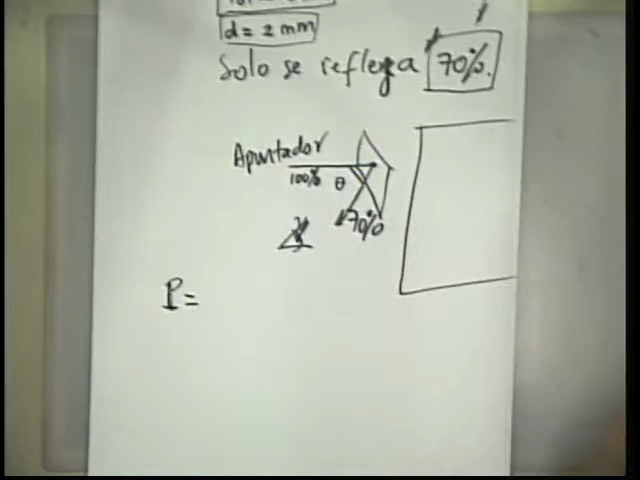 d = 2 mm
Solo se refleja 70%.
Apuntador
100% θ
70%
P=